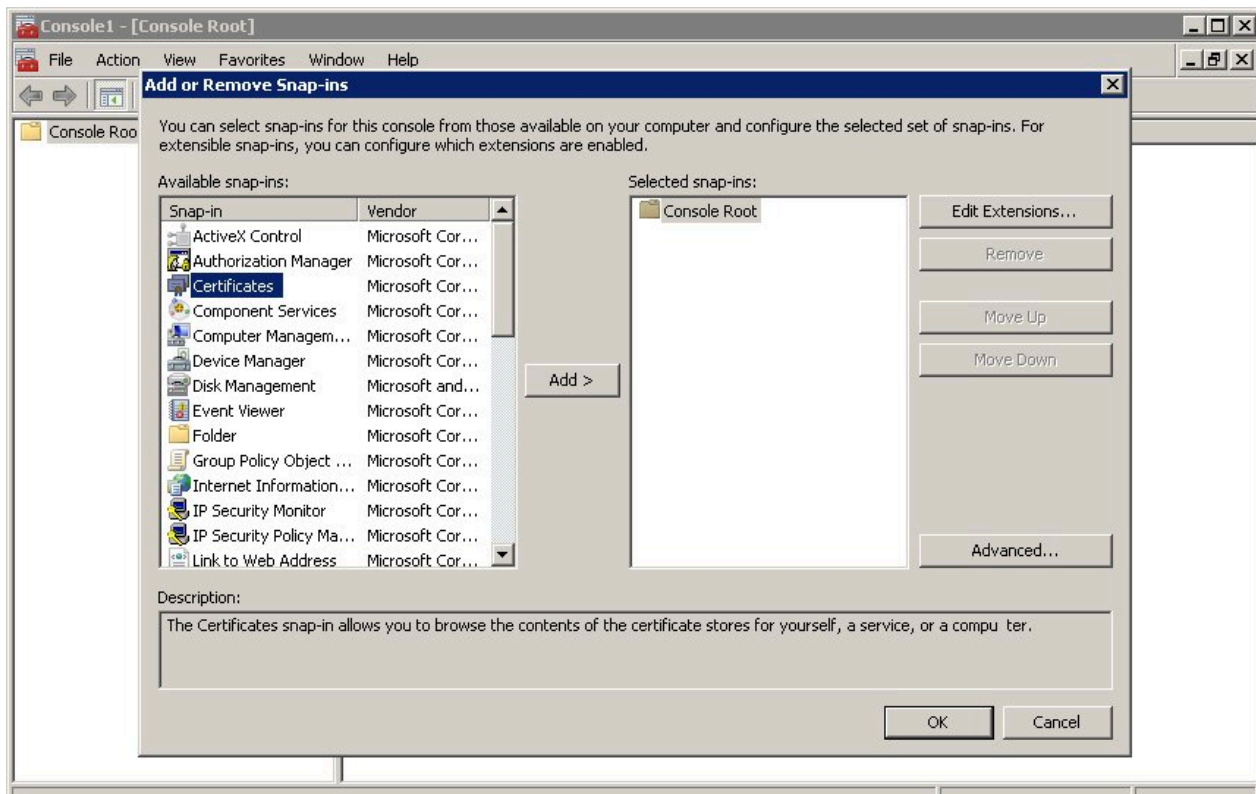 Console1 - [Console Root]
File Action View Favorites Window Help
Add or Remove Snap-ins
Console Roo
You can select snap-ins for this console from those available on your computer and configure the selected set of snap-ins. For
extensible snap-ins, you can configure which extensions are enabled.
Available snap-ins:
Snap-in Vendor
ActiveX Control Microsoft Cor...
Authorization Manager Microsoft Cor...
Certificates Microsoft Cor...
Component Services Microsoft Cor...
Computer Managem... Microsoft Cor...
Device Manager Microsoft Cor...
Disk Management Microsoft and...
Event Viewer Microsoft Cor...
Folder Microsoft Cor...
Group Policy Object ... Microsoft Cor...
Internet Information... Microsoft Cor...
IP Security Monitor Microsoft Cor...
IP Security Policy Ma... Microsoft Cor...
Link to Web Address Microsoft Cor...
Add >
Selected snap-ins:
Console Root
Edit Extensions...
Remove
Move Up
Move Down
Advanced...
Description:
The Certificates snap-in allows you to browse the contents of the certificate stores for yourself, a service, or a compu ter.
OK Cancel